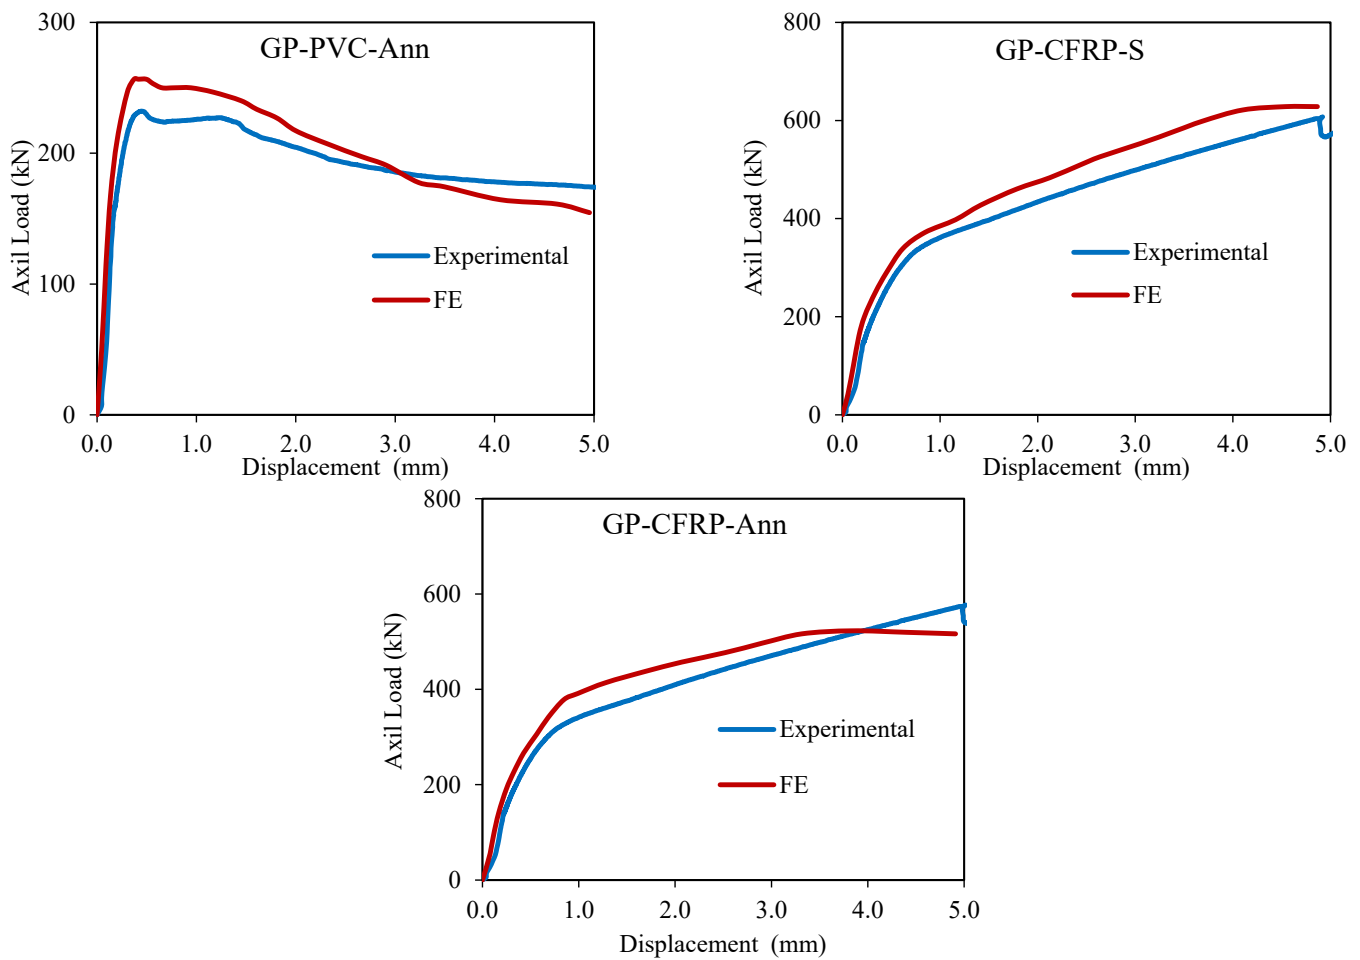 GP-PVC-Ann
300
200
100
0
Axil Load (kN)
Experimental
FE
0.0 1.0 2.0 3.0 4.0 5.0
Displacement (mm)
GP-CFRP-S
800
600
400
200
0
Axil Load (kN)
Experimental
FE
0.0 1.0 2.0 3.0 4.0 5.0
Displacement (mm)
GP-CFRP-Ann
800
600
400
200
0
Axil Load (kN)
Experimental
FE
0.0 1.0 2.0 3.0 4.0 5.0
Displacement (mm)